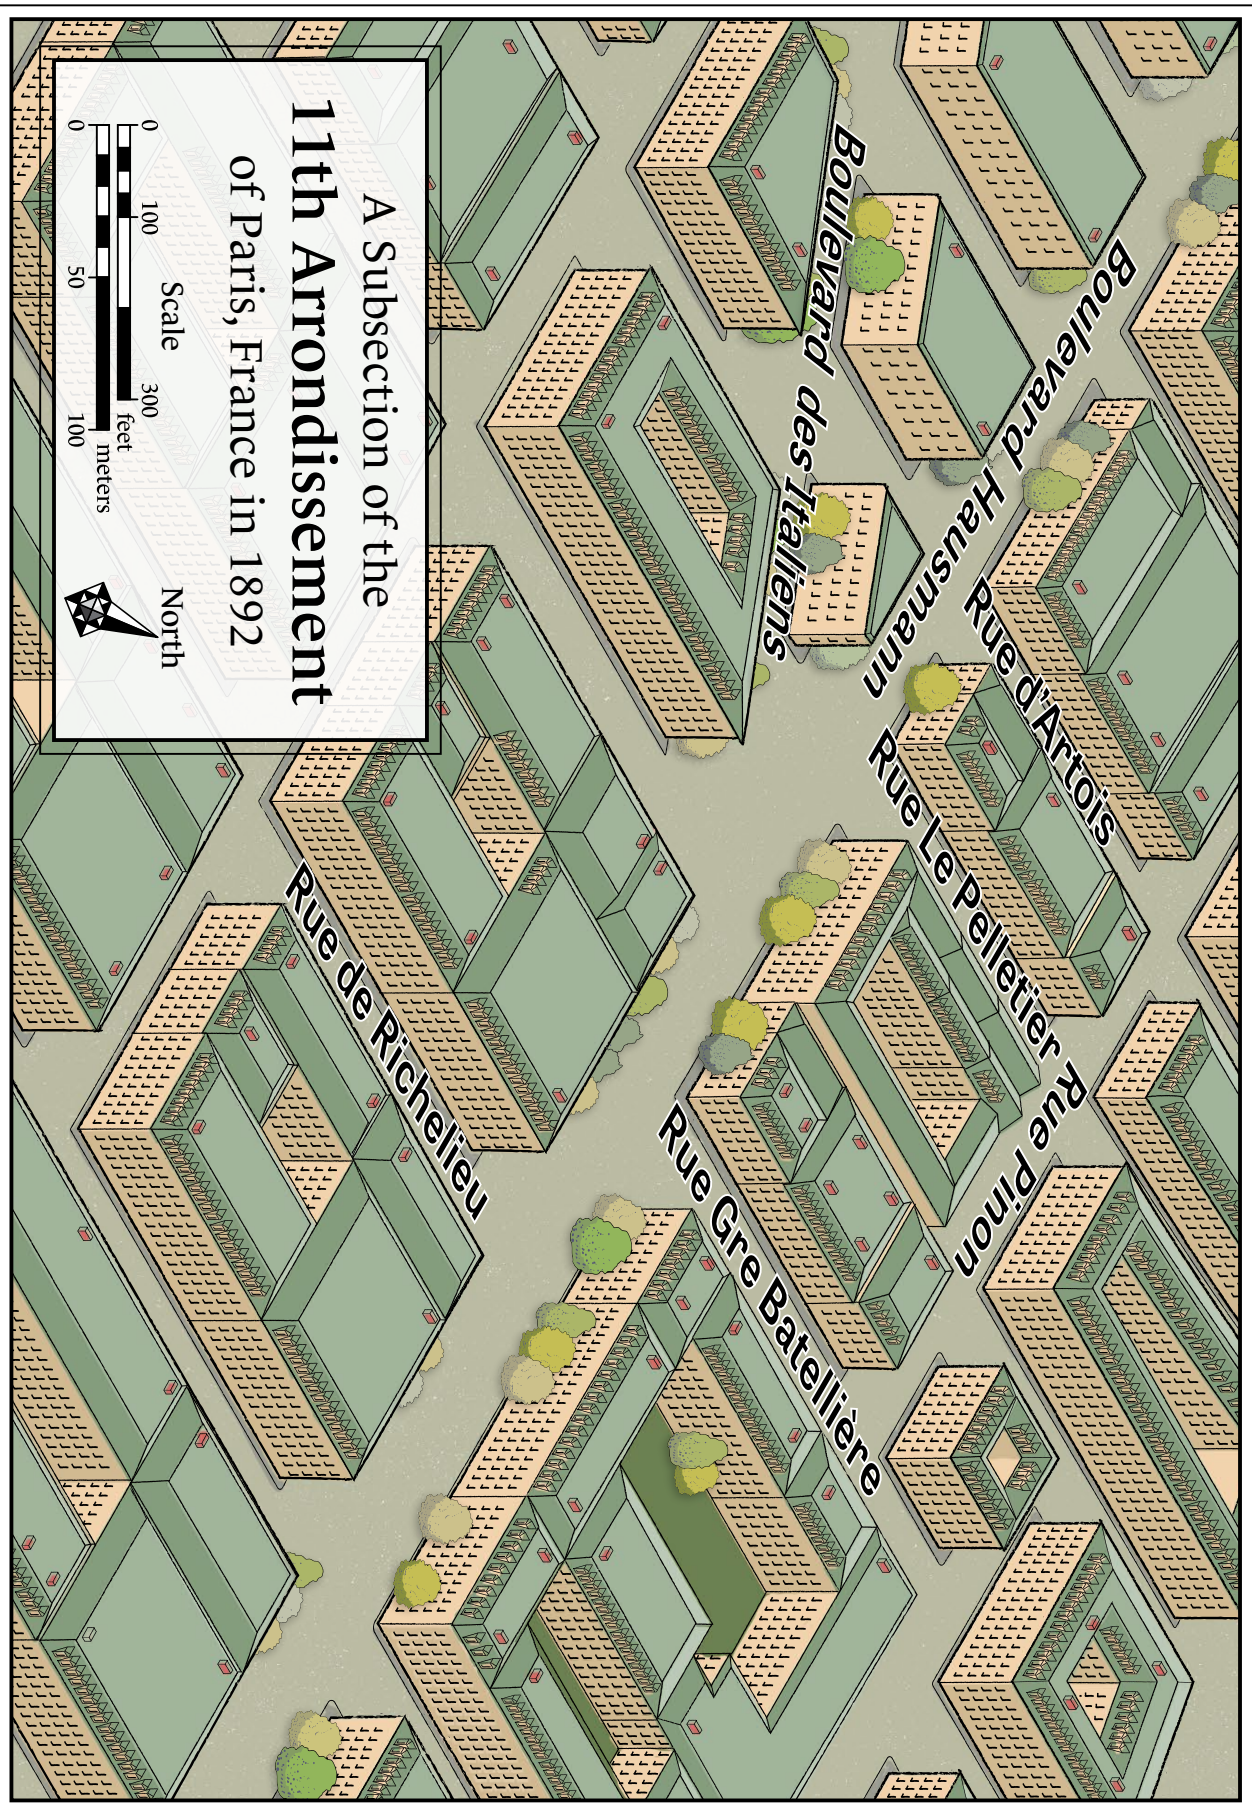 A Subsection of the
11th Arrondissement
of Paris, France in 1892
Scale
0 100 300
feet
0 50 100
meters
North
Boulevard Hausmann
Boulevard des Italiens
Rue d'Artois
Rue Le Pelletier
Rue Pinon
Rue Gre Batellière
Rue de Richelieu